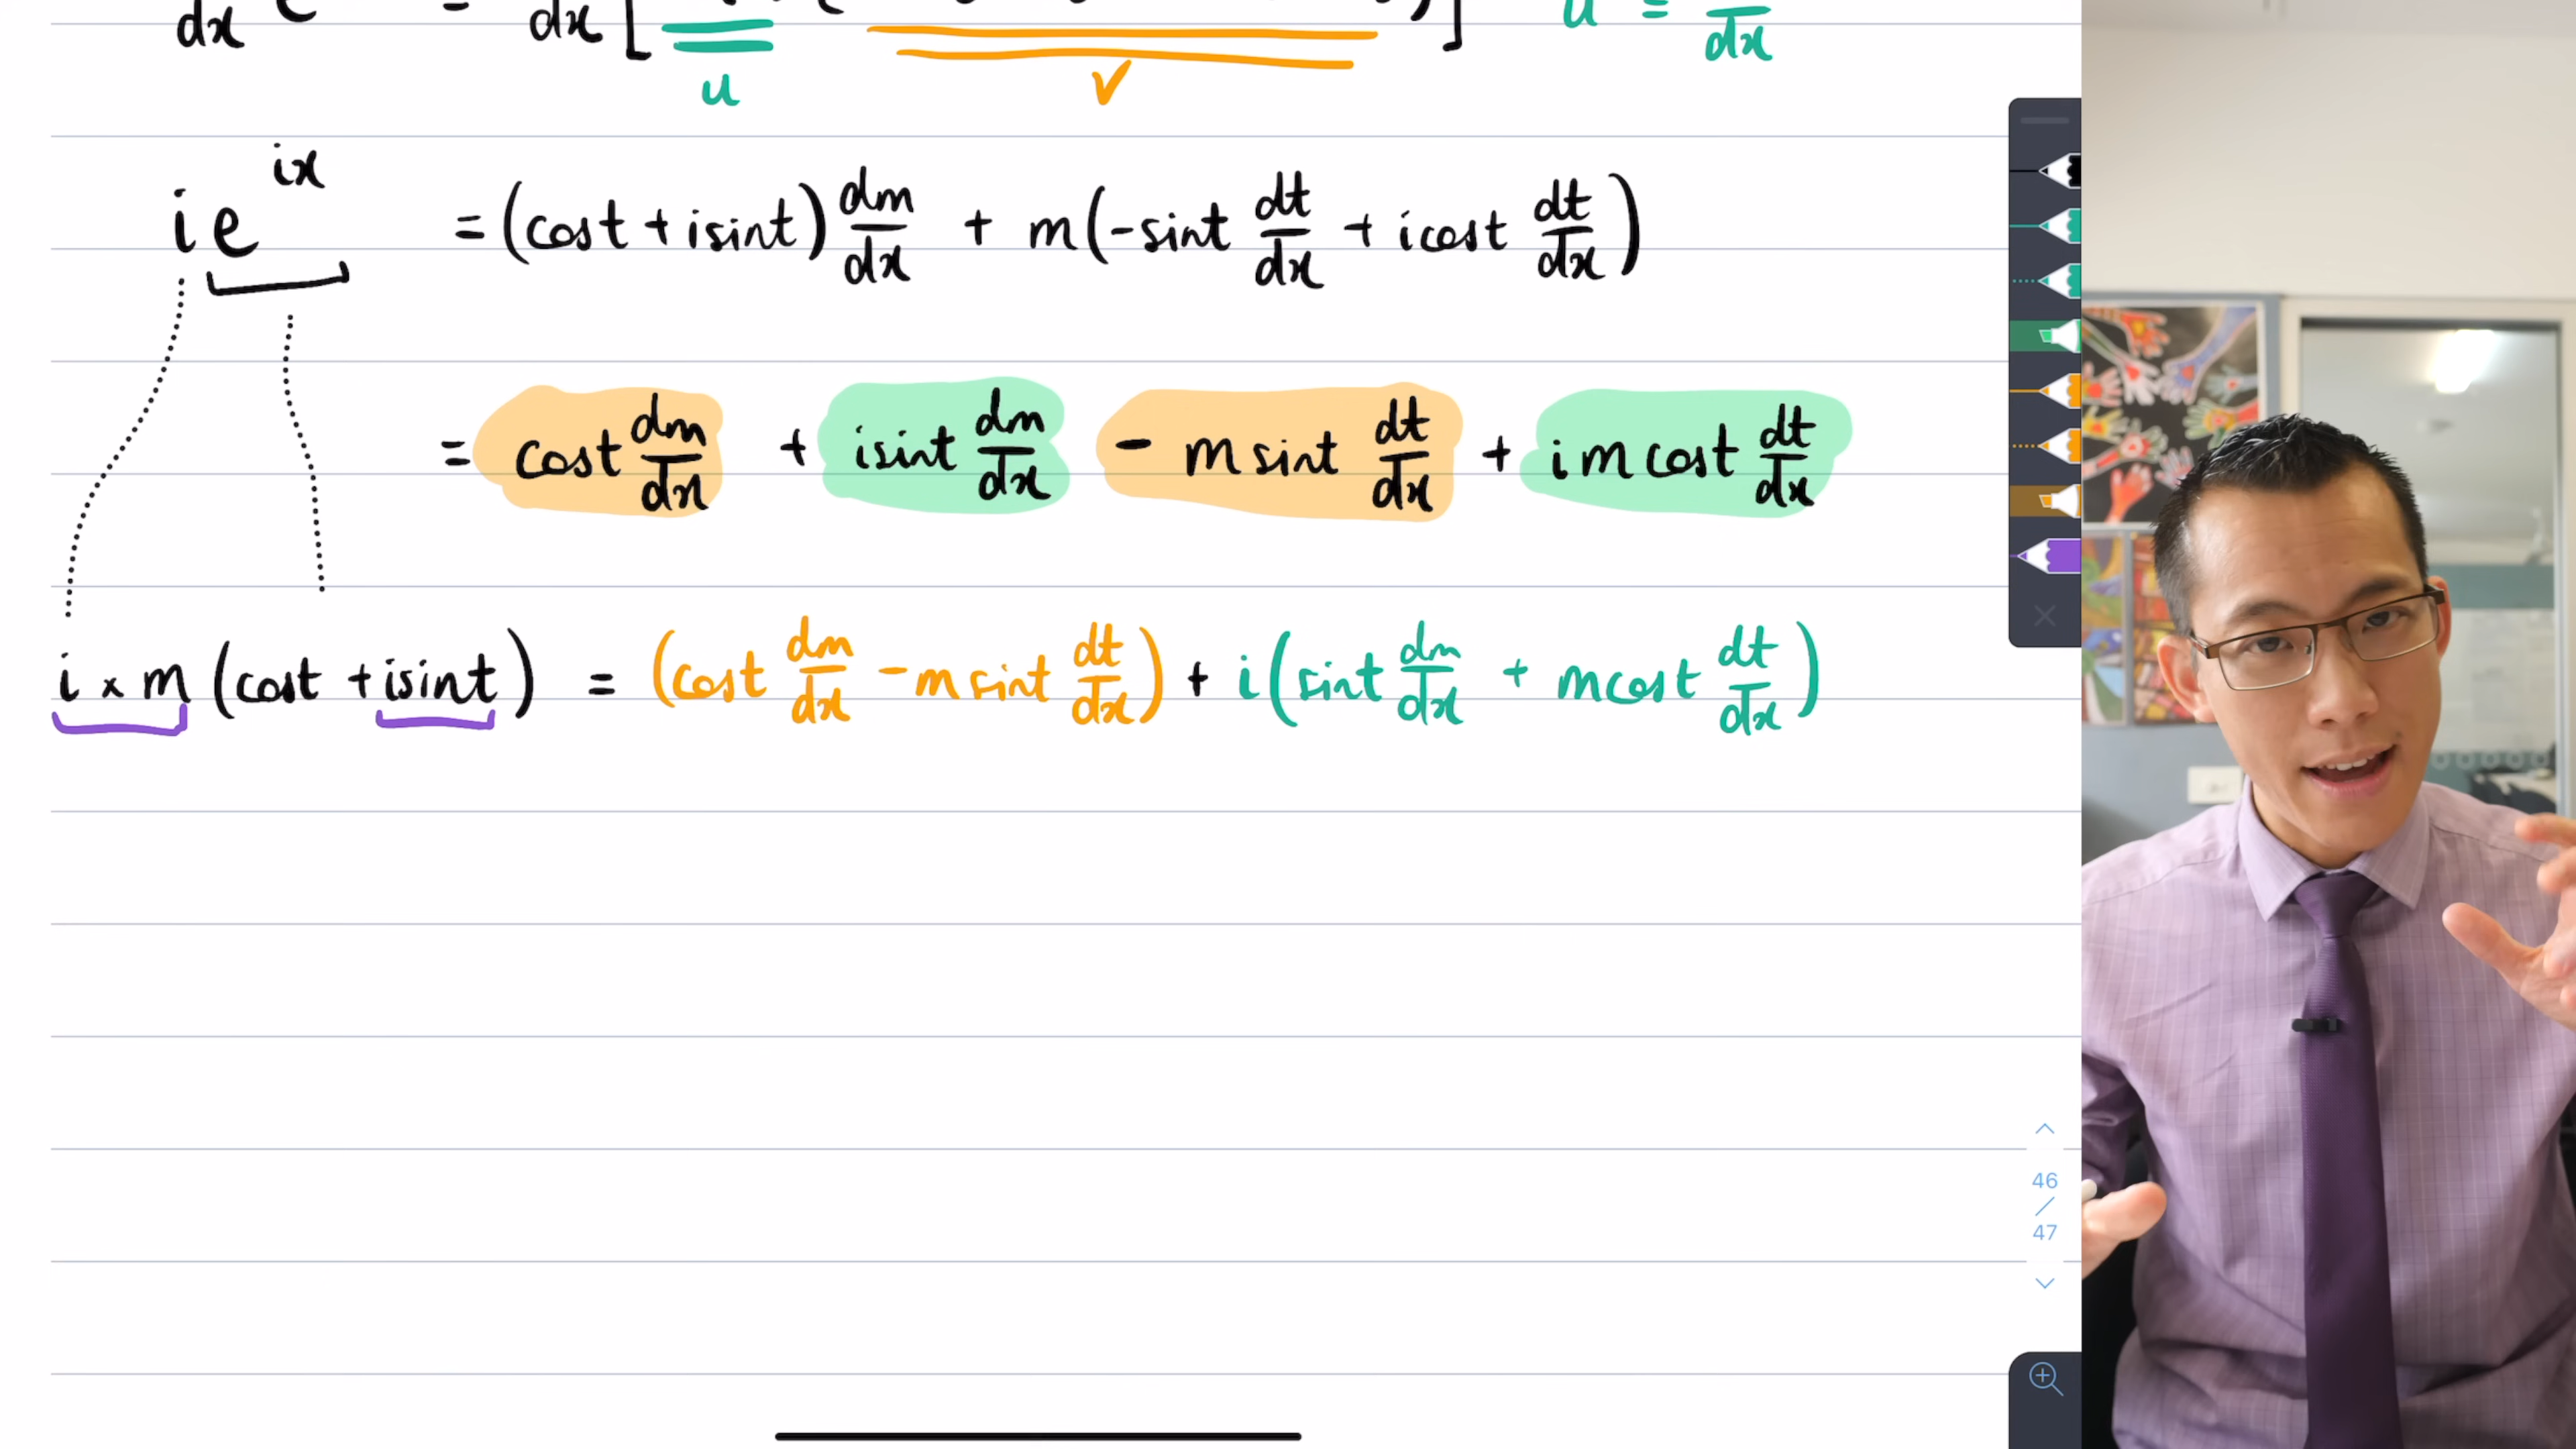 dx e = dx [ ] u = dx
u v
i e^{ix} = (cost + isint) dm/dx + m(-sint dt/dx + icost dt/dx)
= cost dm/dx + isint dm/dx - msint dt/dx + imcost dt/dx
i × m (cost + isint) = (cost dm/dx - msint dt/dx) + i(sint dm/dx + mcost dt/dx)
46
/
47